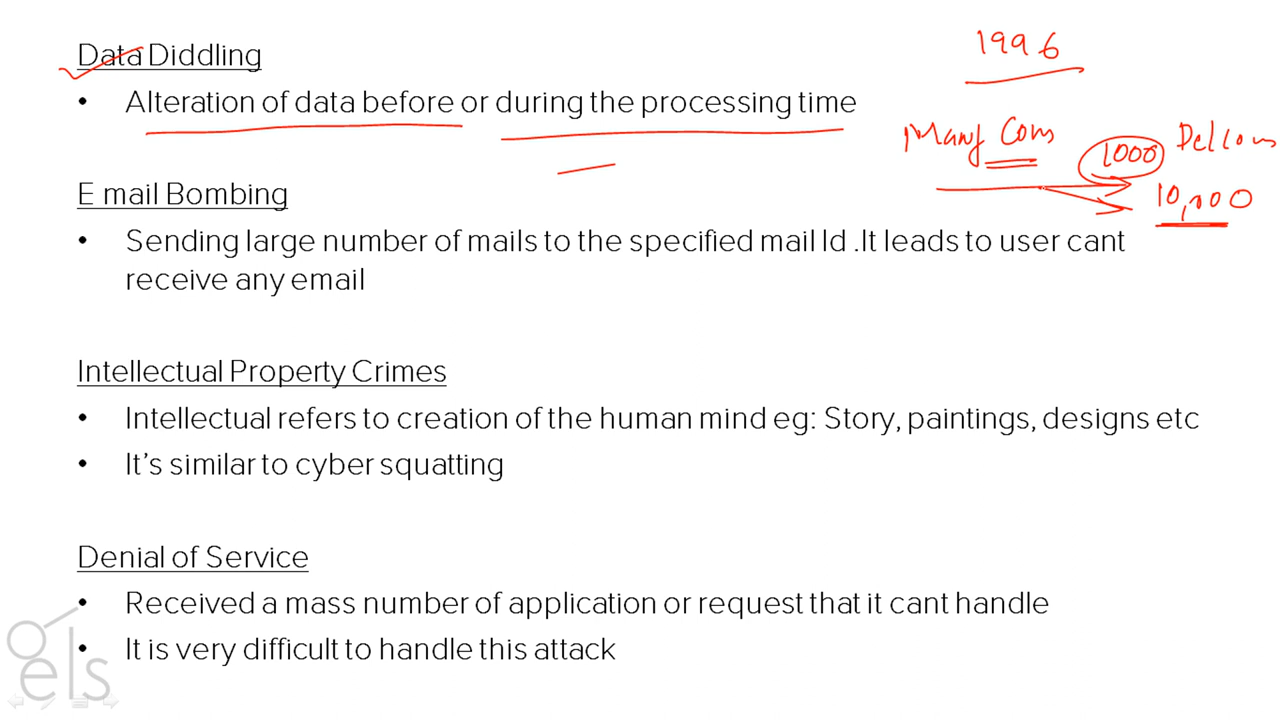 Data Diddling
• Alteration of data before or during the processing time
1996
Manf Com
1000
10,000
E mail Bombing
• Sending large number of mails to the specified mail Id .It leads to user cant
receive any email
Intellectual Property Crimes
• Intellectual refers to creation of the human mind eg: Story, paintings, designs etc
• It's similar to cyber squatting
Denial of Service
• Received a mass number of application or request that it cant handle
• It is very difficult to handle this attack
els